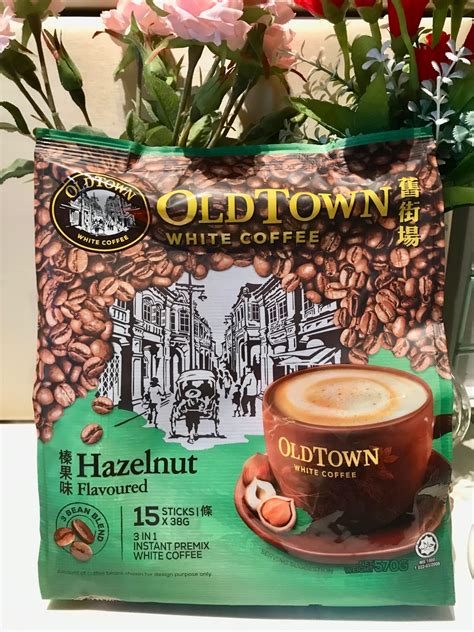 OLDTOWN
WHITE COFFEE
OLDTOWN
WHITE COFFEE
舊街場
OLDTOWN
WHITE COFFEE
榛果味
Hazelnut
Flavoured
3 BEAN BLEND
15 STICKS | 條
X 38G
3 IN 1
INSTANT PREMIX
WHITE COFFEE
570G